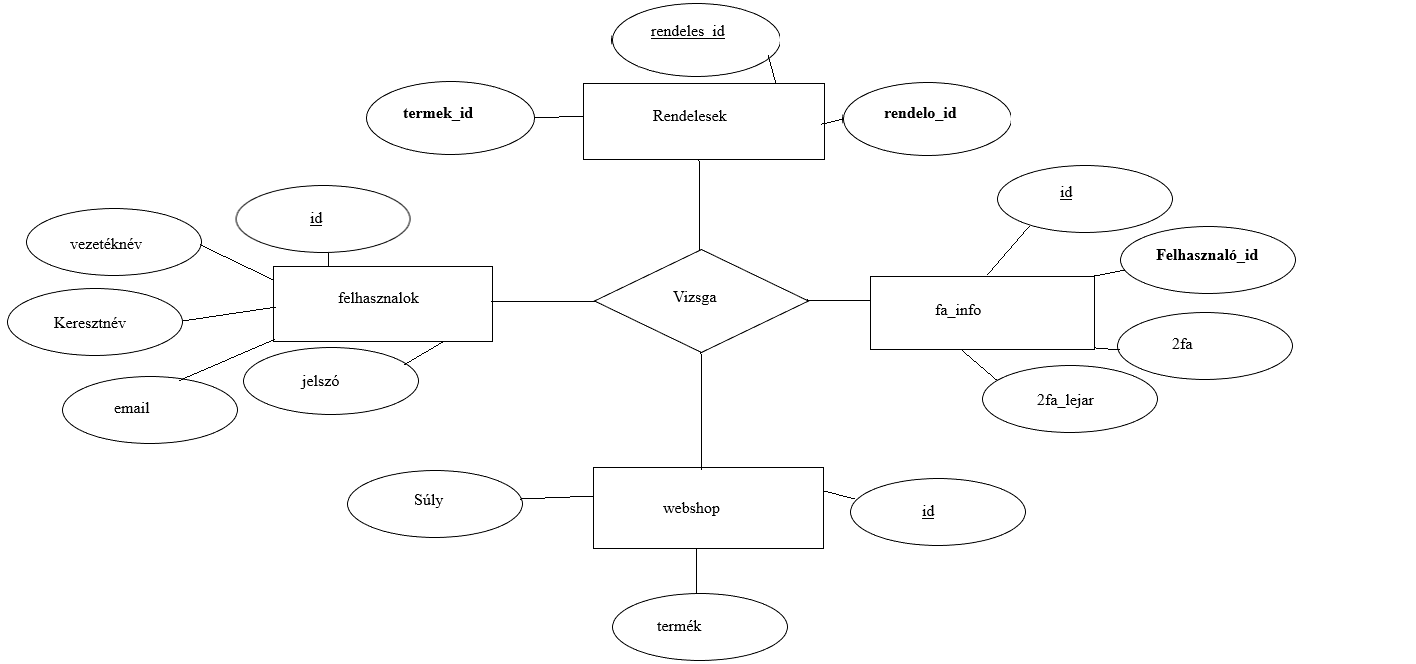 rendeles_id
termek_id
Rendelesek
rendelo_id
id
id
vezetéknév
Felhasznaló_id
felhasznalok
Vizsga
fa_info
Keresztnév
2fa
jelszó
email
2fa_lejar
Súly
webshop
id
termék